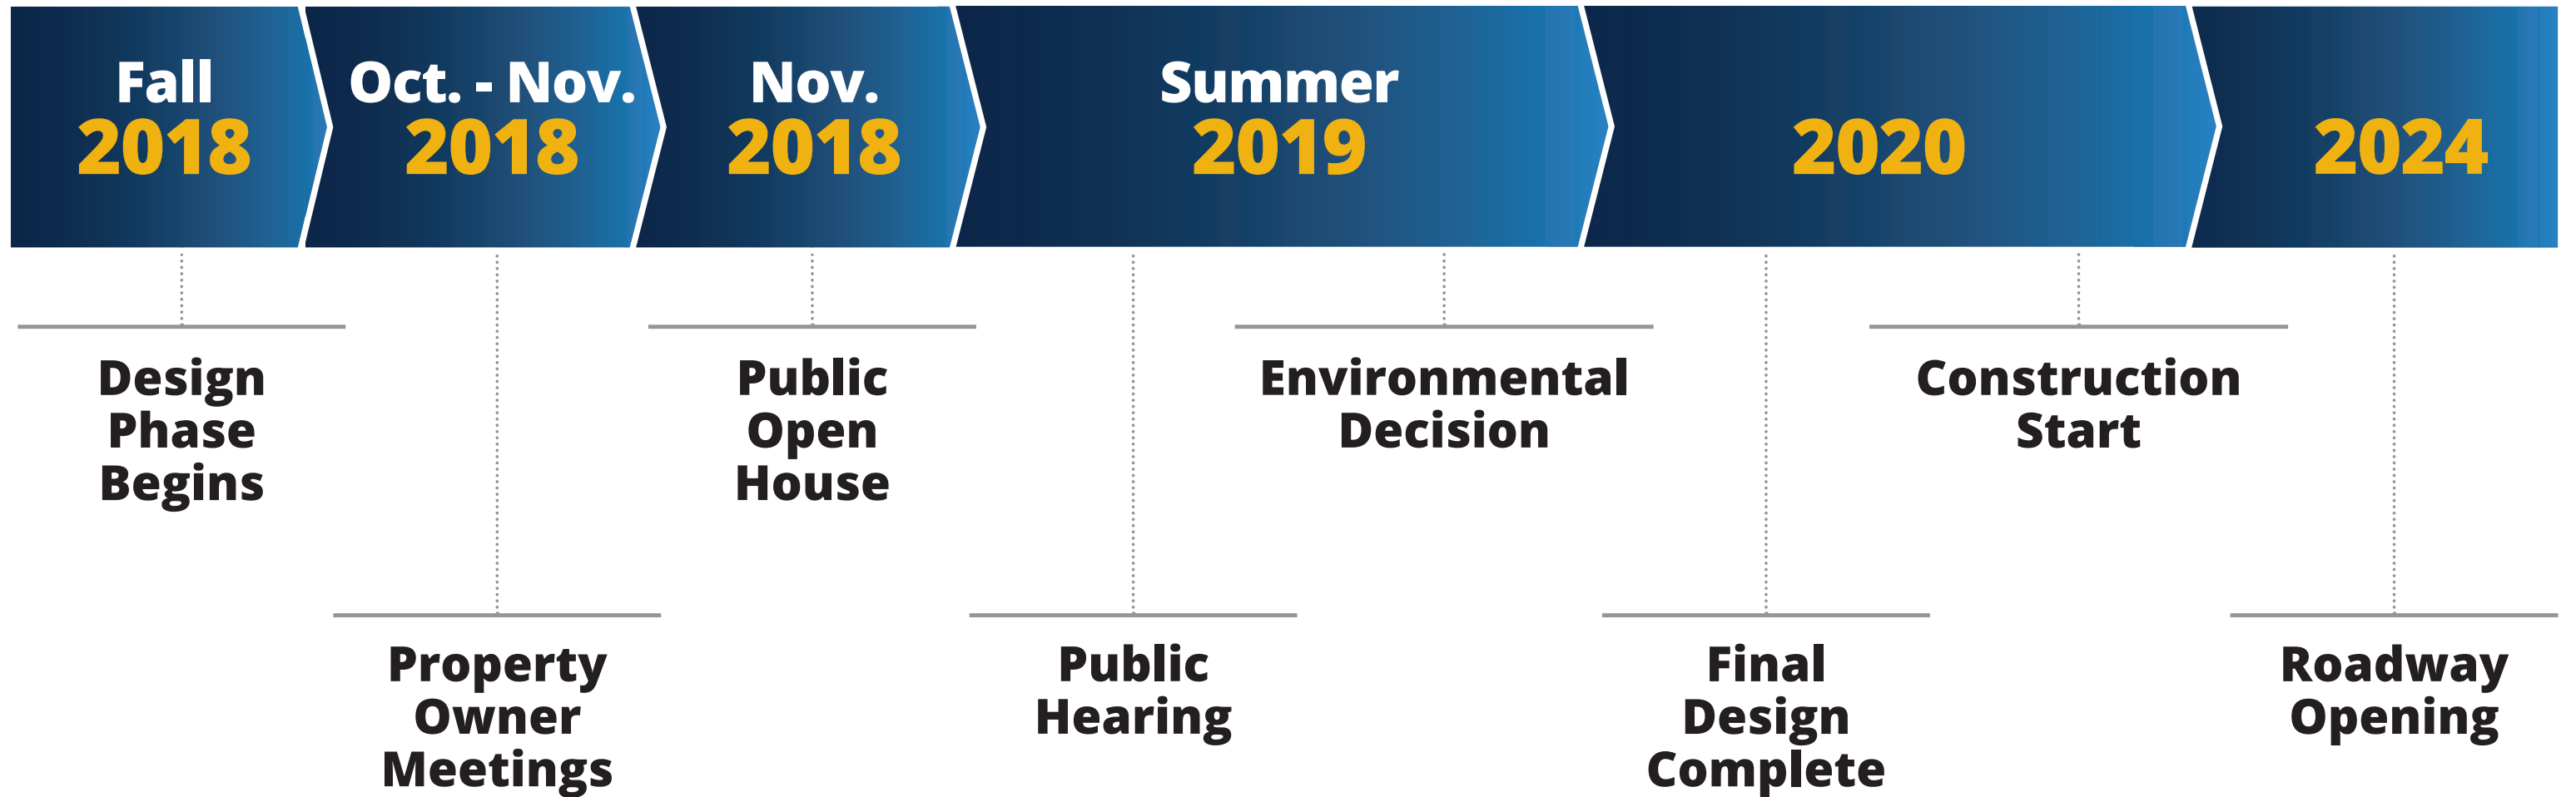 Fall
2018
Oct. - Nov.
2018
Nov.
2018
Summer
2019
2020
2024
Design
Phase
Begins
Property
Owner
Meetings
Public
Open
House
Public
Hearing
Environmental
Decision
Final
Design
Complete
Construction
Start
Roadway
Opening